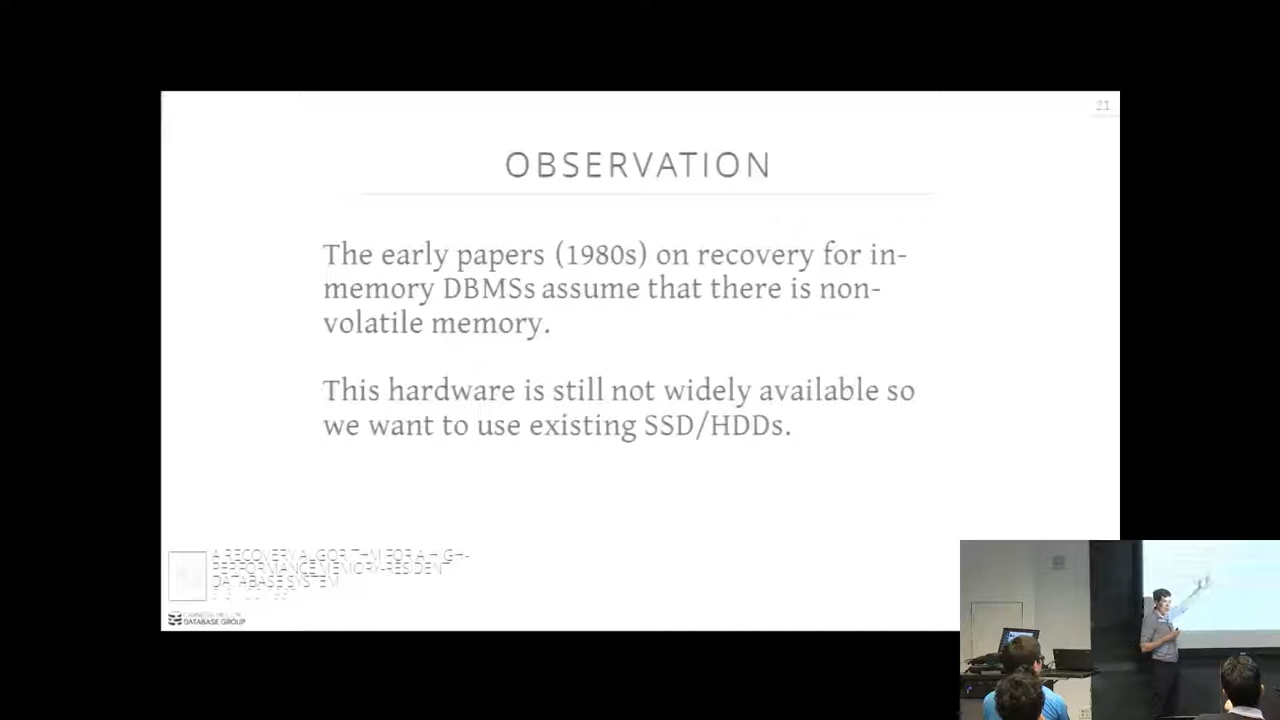 21
OBSERVATION
The early papers (1980s) on recovery for in-
memory DBMSs assume that there is non-
volatile memory.
This hardware is still not widely available so
we want to use existing SSD/HDDs.
A RECOVERY ALGORITHM FOR A HIGH-
PERFORMANCE MEMORY-RESIDENT
DATABASE SYSTEM
CARNEGIE MELLON
DATABASE GROUP